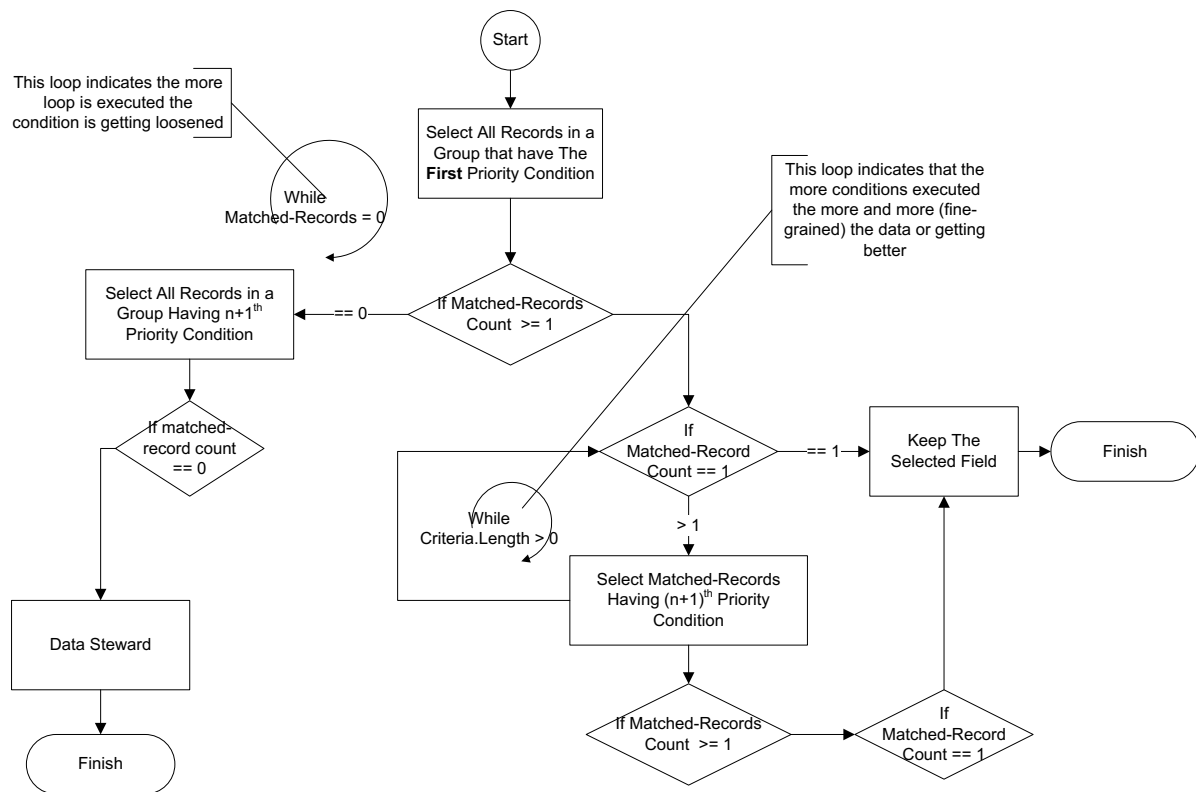 Start
This loop indicates the more
loop is executed the
condition is getting loosened
Select All Records in a
Group that have The
First Priority Condition
This loop indicates that the
more conditions executed
the more and more (fine-
grained) the data or getting
better
While
Matched-Records = 0
Select All Records in a
Group Having n+1th
Priority Condition
== 0
If Matched-Records
Count >= 1
If matched-
record count
== 0
If
Matched-Record
Count == 1
== 1
Keep The
Selected Field
Finish
While
Criteria.Length > 0
> 1
Select Matched-Records
Having (n+1)th Priority
Condition
Data Steward
If Matched-Records
Count >= 1
If
Matched-Record
Count == 1
Finish